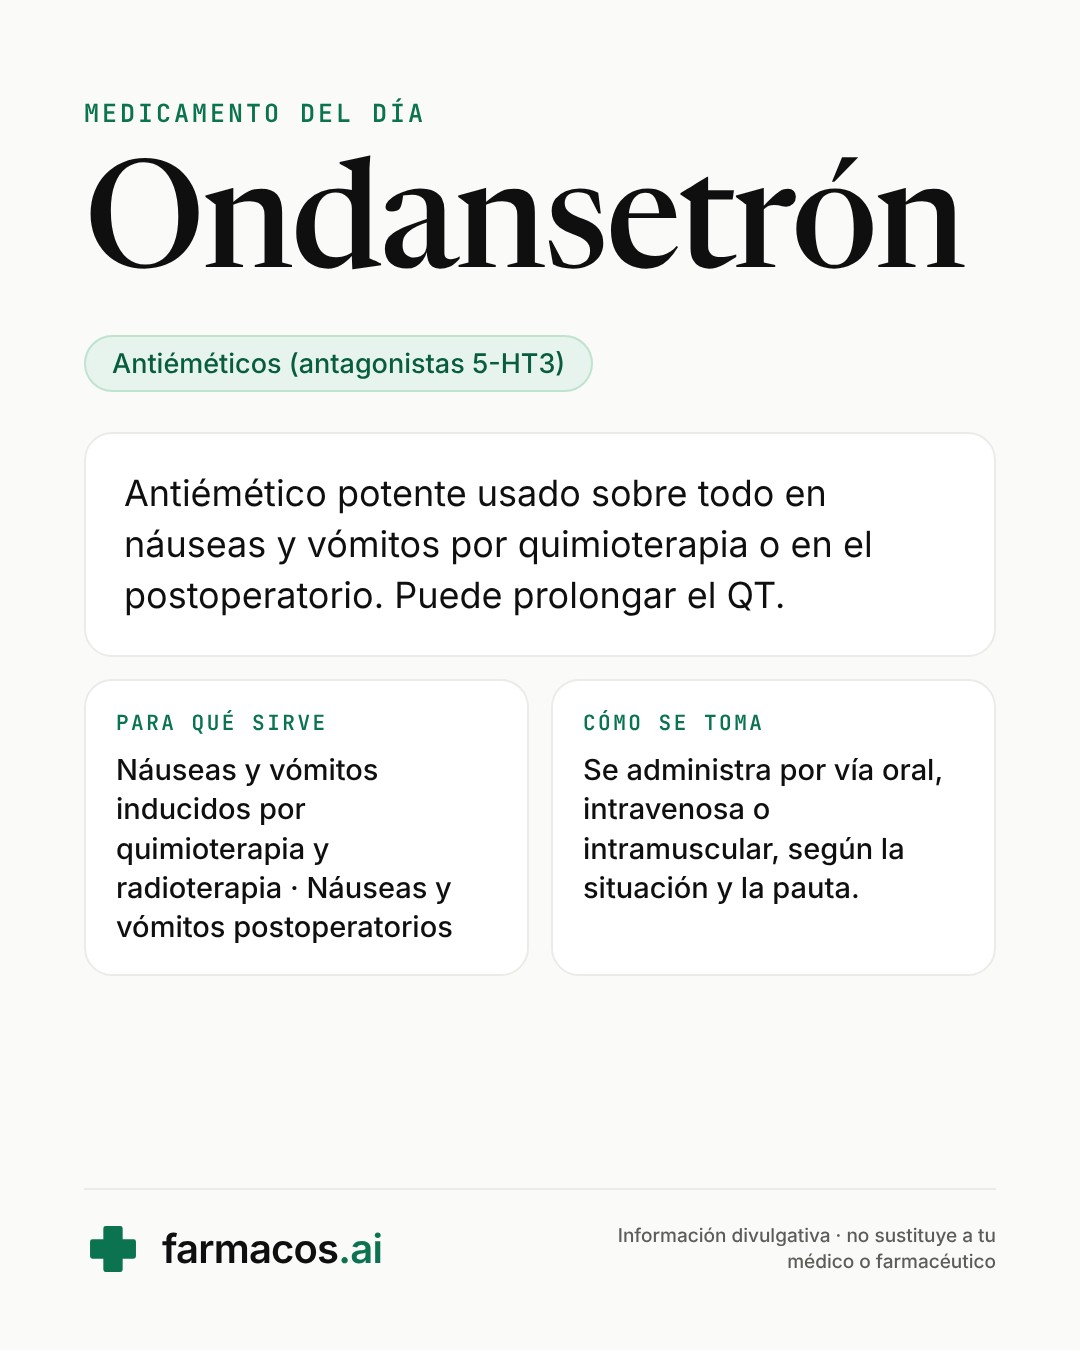 MEDICAMENTO DEL DÍA
Ondansetrón
Antiéméticos (antagonistas 5-HT3)
Antiémético potente usado sobre todo en
náuseas y vómitos por quimioterapia o en el
postoperatorio. Puede prolongar el QT.
PARA QUÉ SIRVE
Náuseas y vómitos
inducidos por
quimioterapia y
radioterapia · Náuseas y
vómitos postoperatorios
CÓMO SE TOMA
Se administra por vía oral,
intravenosa o
intramuscular, según la
situación y la pauta.
farmacos.ai
Información divulgativa · no sustituye a tu
médico o farmacéutico